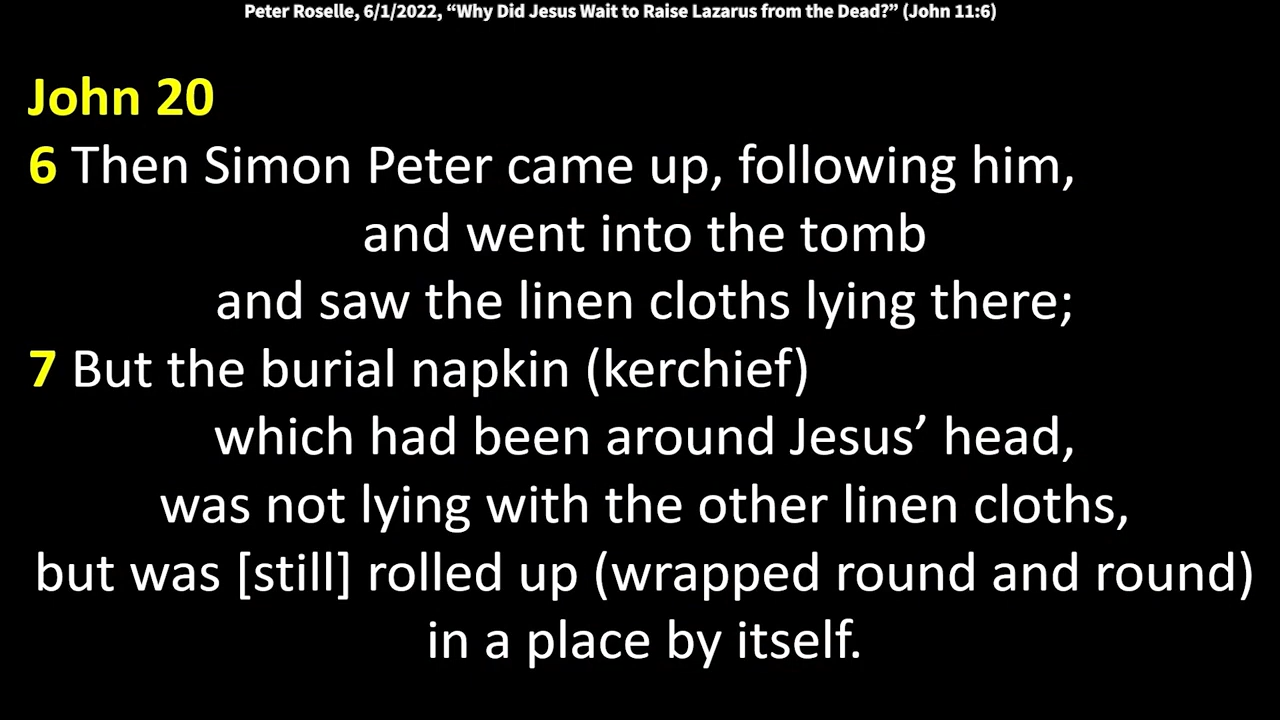 Peter Roselle, 6/1/2022, “Why Did Jesus Wait to Raise Lazarus from the Dead?” (John 11:6)
John 20
6 Then Simon Peter came up, following him,
and went into the tomb
and saw the linen cloths lying there;
7 But the burial napkin (kerchief)
which had been around Jesus’ head,
was not lying with the other linen cloths,
but was [still] rolled up (wrapped round and round)
in a place by itself.